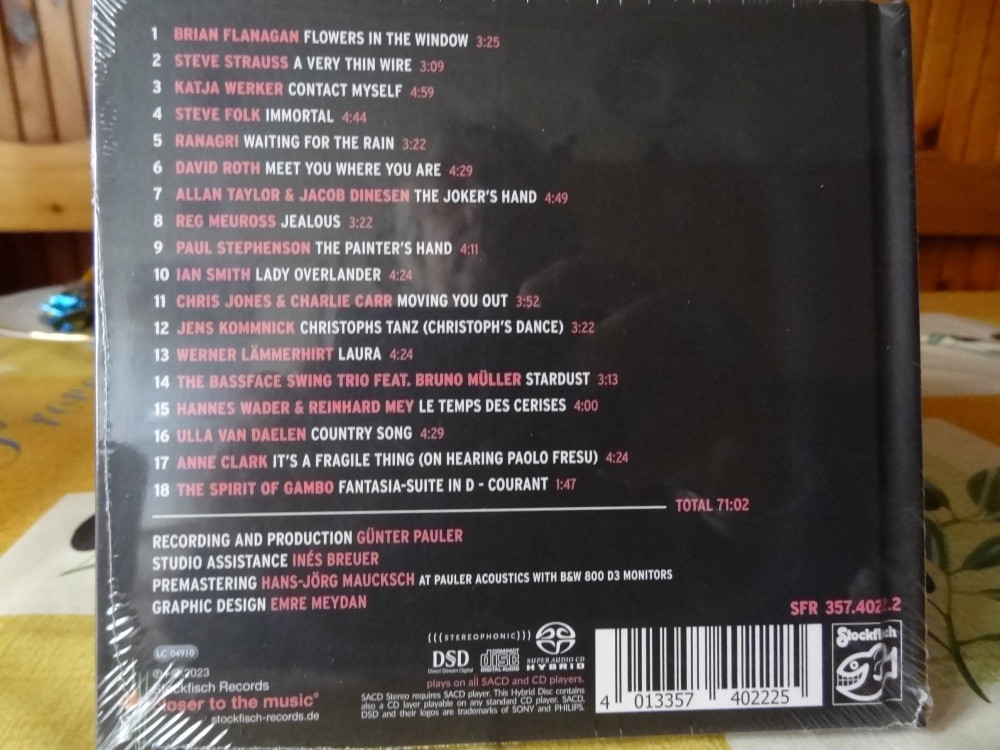 1 BRIAN FLANAGAN FLOWERS IN THE WINDOW 3:25
2 STEVE STRAUSS A VERY THIN WIRE 3:09
3 KATJA WERKER CONTACT MYSELF 4:59
4 STEVE FOLK IMMORTAL 4:44
5 RANAGRI WAITING FOR THE RAIN 3:22
6 DAVID ROTH MEET YOU WHERE YOU ARE 4:29
7 ALLAN TAYLOR & JACOB DINESEN THE JOKER'S HAND 4:49
8 REG MEUROSS JEALOUS 3:22
9 PAUL STEPHENSON THE PAINTER'S HAND 4:11
10 IAN SMITH LADY OVERLANDER 4:24
11 CHRIS JONES & CHARLIE CARR MOVING YOU OUT 3:52
12 JENS KOMMNICK CHRISTOPHS TANZ (CHRISTOPH'S DANCE) 3:22
13 WERNER LÄMMERHIRT LAURA 4:24
14 THE BASSFACE SWING TRIO FEAT. BRUNO MÜLLER STARDUST 3:13
15 HANNES WADER & REINHARD MEY LE TEMPS DES CERISES 4:00
16 ULLA VAN DAELEN COUNTRY SONG 4:29
17 ANNE CLARK IT'S A FRAGILE THING (ON HEARING PAOLO FRESU) 4:24
18 THE SPIRIT OF GAMBO FANTASIA-SUITE IN D - COURANT 1:47
TOTAL 71:02
RECORDING AND PRODUCTION GÜNTER PAULER
STUDIO ASSISTANCE INÉS BREUER
PREMASTERING HANS-JÖRG MAUCKSCH AT PAULER ACOUSTICS WITH B&W 800 D3 MONITORS
GRAPHIC DESIGN EMRE MEYDAN
SFR 357.4022.2
(((STEREOPHONIC)))
DSD
Direct Stream Digital
COMPACT
disc
DIGITAL AUDIO
SUPER AUDIO CD
HYBRID
plays on all SACD and CD players.
SACD Stereo requires SACD player. This Hybrid Disc contains
also a CD layer playable on any standard CD player. SACD,
DSD and their logos are trademarks of SONY and PHILIPS.
4 013357 402225
Stockfisch
LC 04910
2023
Stockfisch Records
closer to the music®
stockfisch-records.de